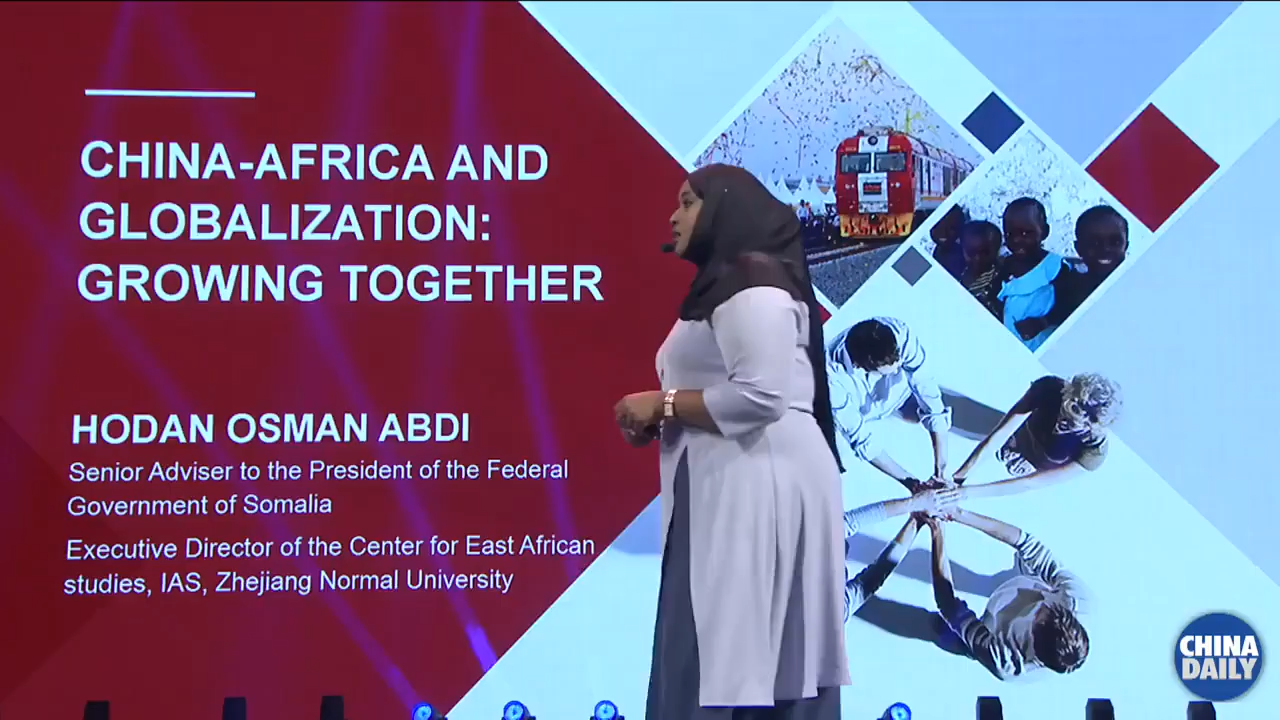 CHINA-AFRICA AND
GLOBALIZATION:
GROWING TOGETHER
HODAN OSMAN ABDI
Senior Adviser to the President of the Federal
Government of Somalia
Executive Director of the Center for East African
studies, IAS, Zhejiang Normal University
CHINA
DAILY